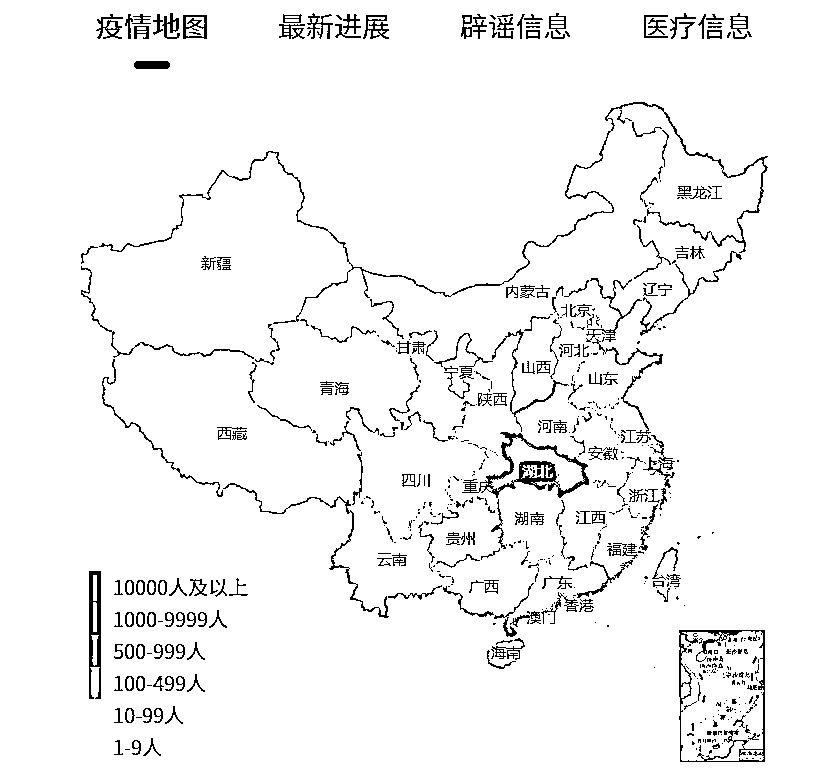 疫情地图 最新进展 辟谣信息 医疗信息
黑龙江
吉林
新疆
辽宁
内蒙古
北京
天津
甘肃
河北
山西
宁夏
山东
青海
陕西
河南
西藏
江苏
安徽
上海
湖北
四川
重庆
浙江
湖南
江西
贵州
福建
云南
台湾
广西
广东
香港
澳门
海南
10000人及以上
1000-9999人
500-999人
100-499人
10-99人
1-9人